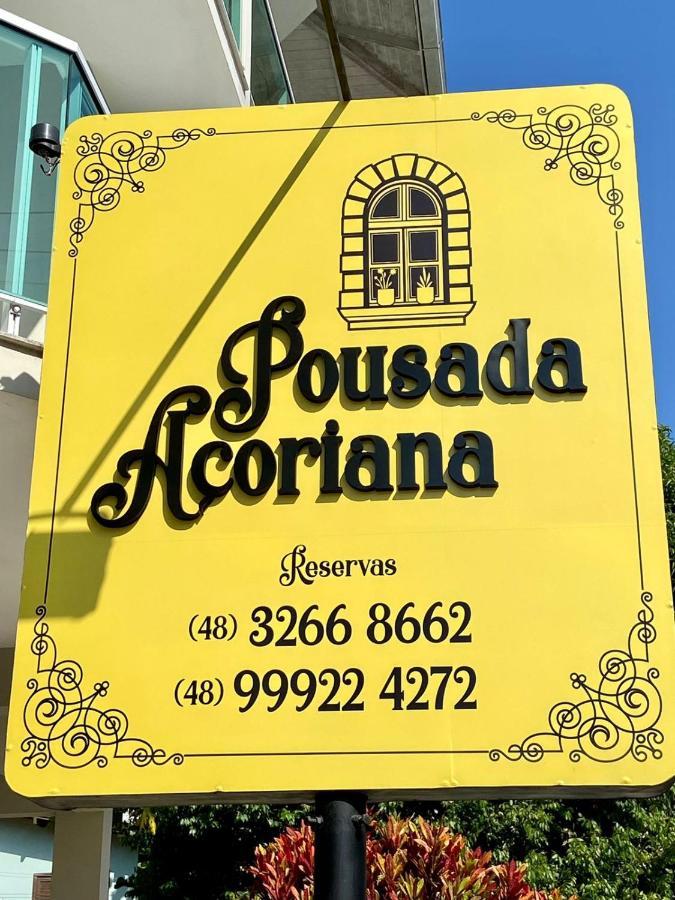 Pousada
Açoriana
Reservas
(48) 3266 8662
(48) 99922 4272